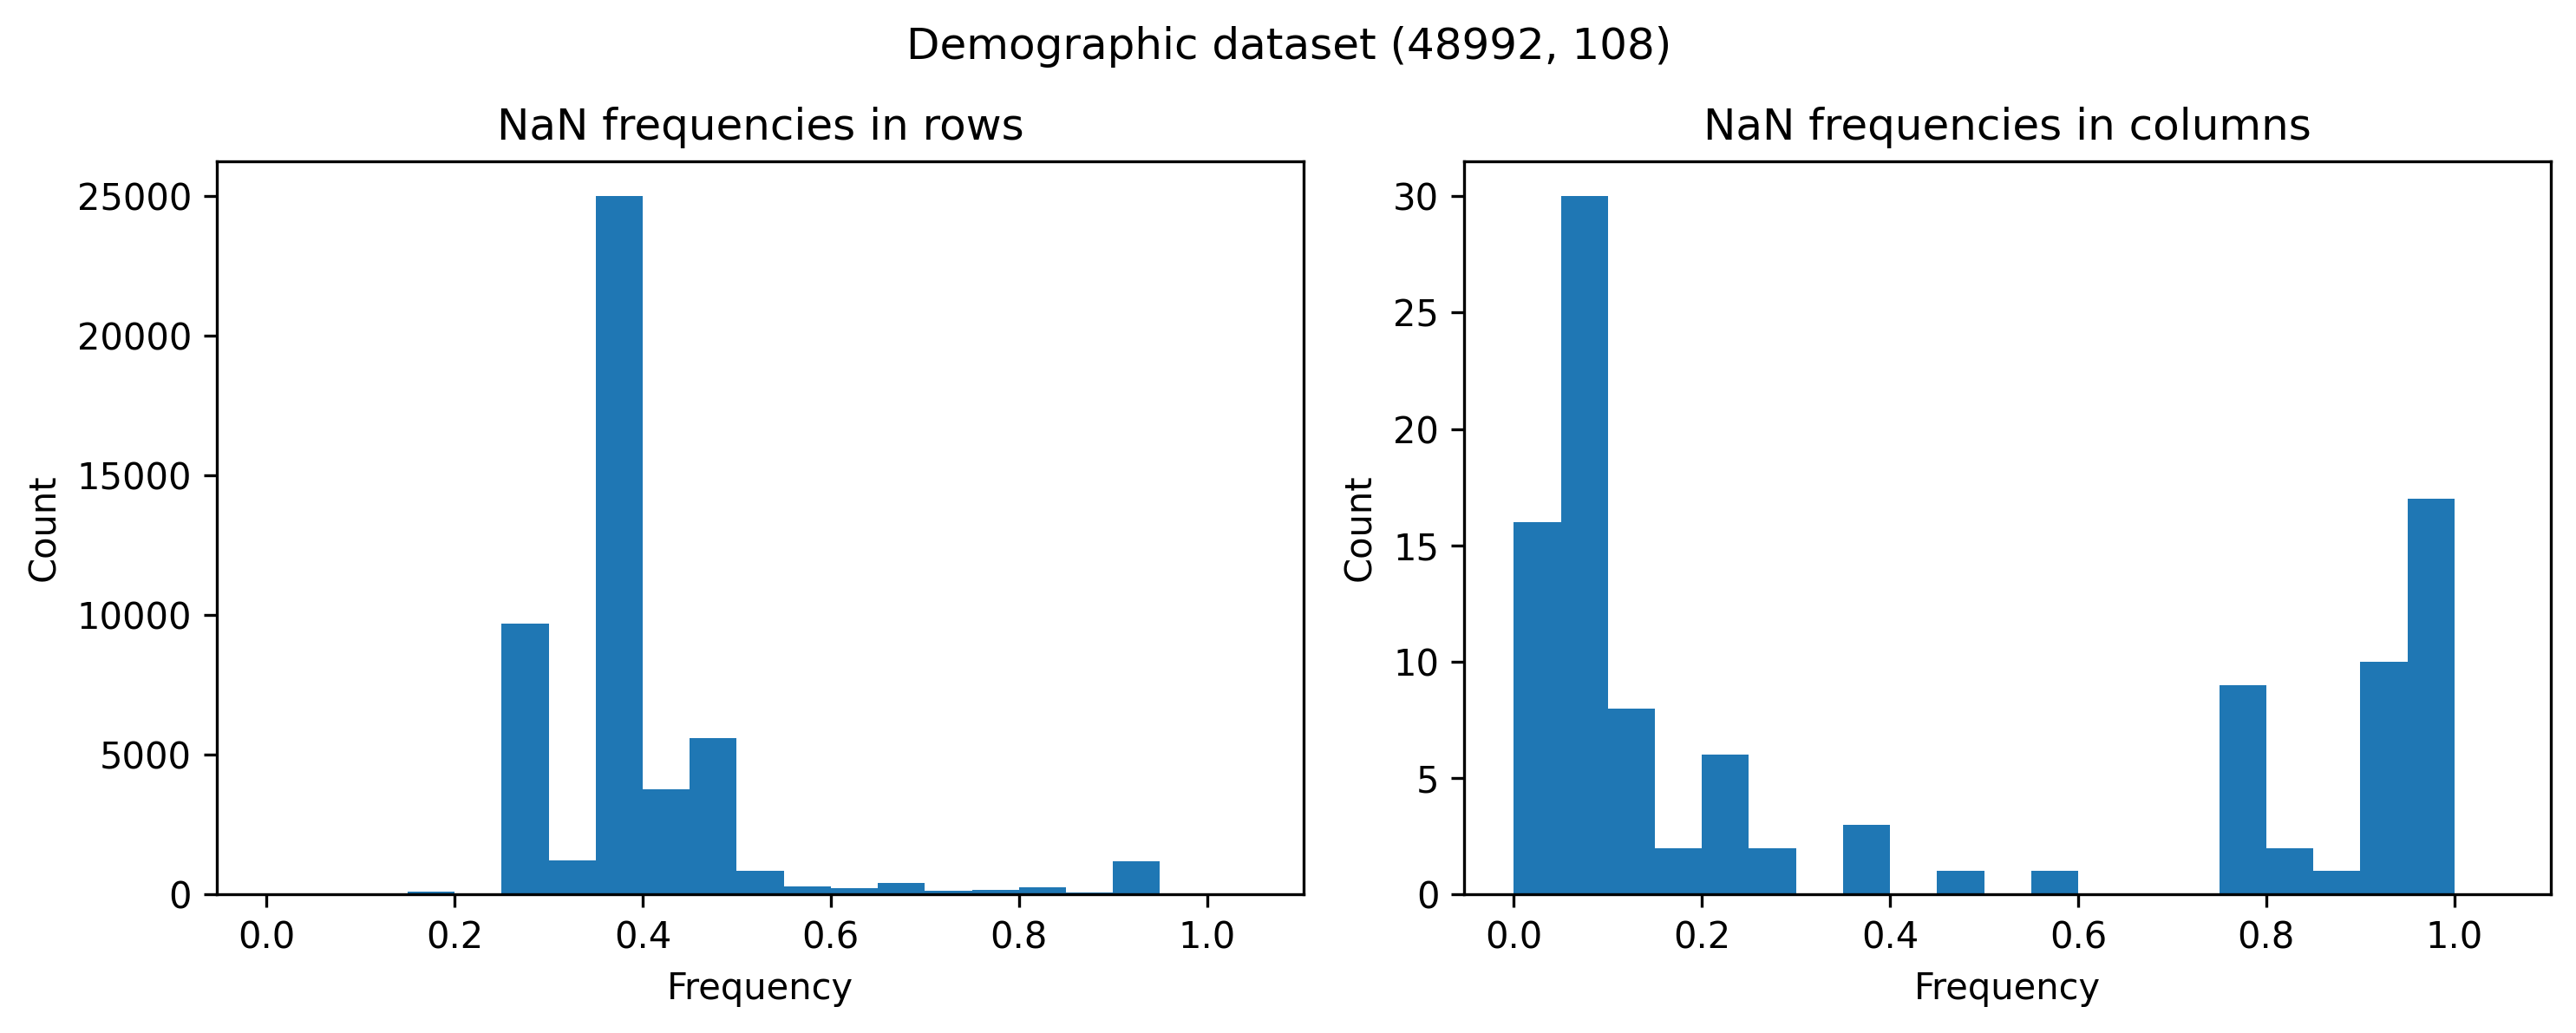 Demographic dataset (48992, 108)
NaN frequencies in rows
25000
20000
15000
10000
5000
0
Count
0.0 0.2 0.4 0.6 0.8 1.0
Frequency
NaN frequencies in columns
30
25
20
15
10
5
0
Count
0.0 0.2 0.4 0.6 0.8 1.0
Frequency